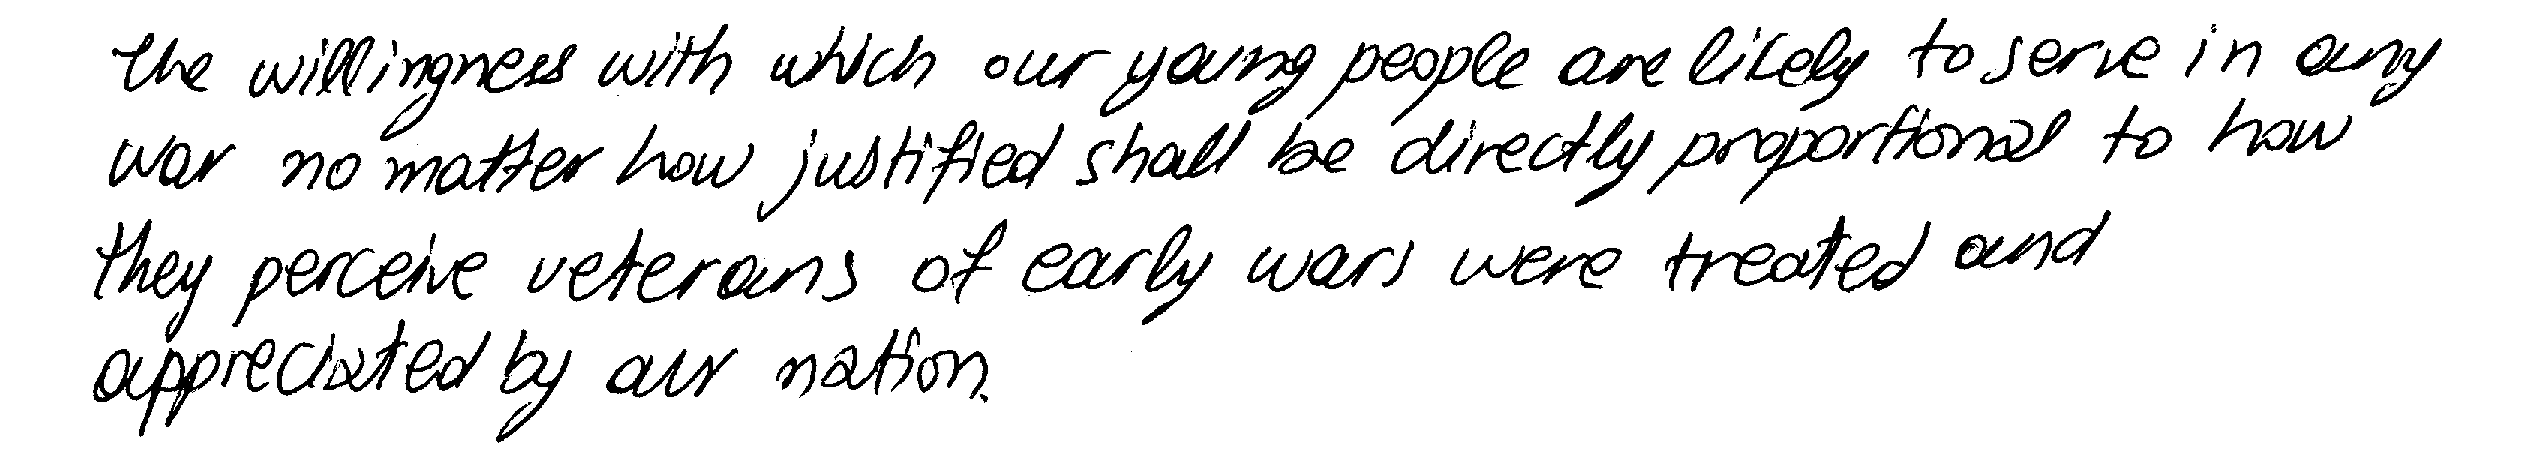 The willingness with which our young people are likely to serve in any
war no matter how justified shall be directly proportional to how
they perceive veterans of early wars were treated and
appreciated by our nation.